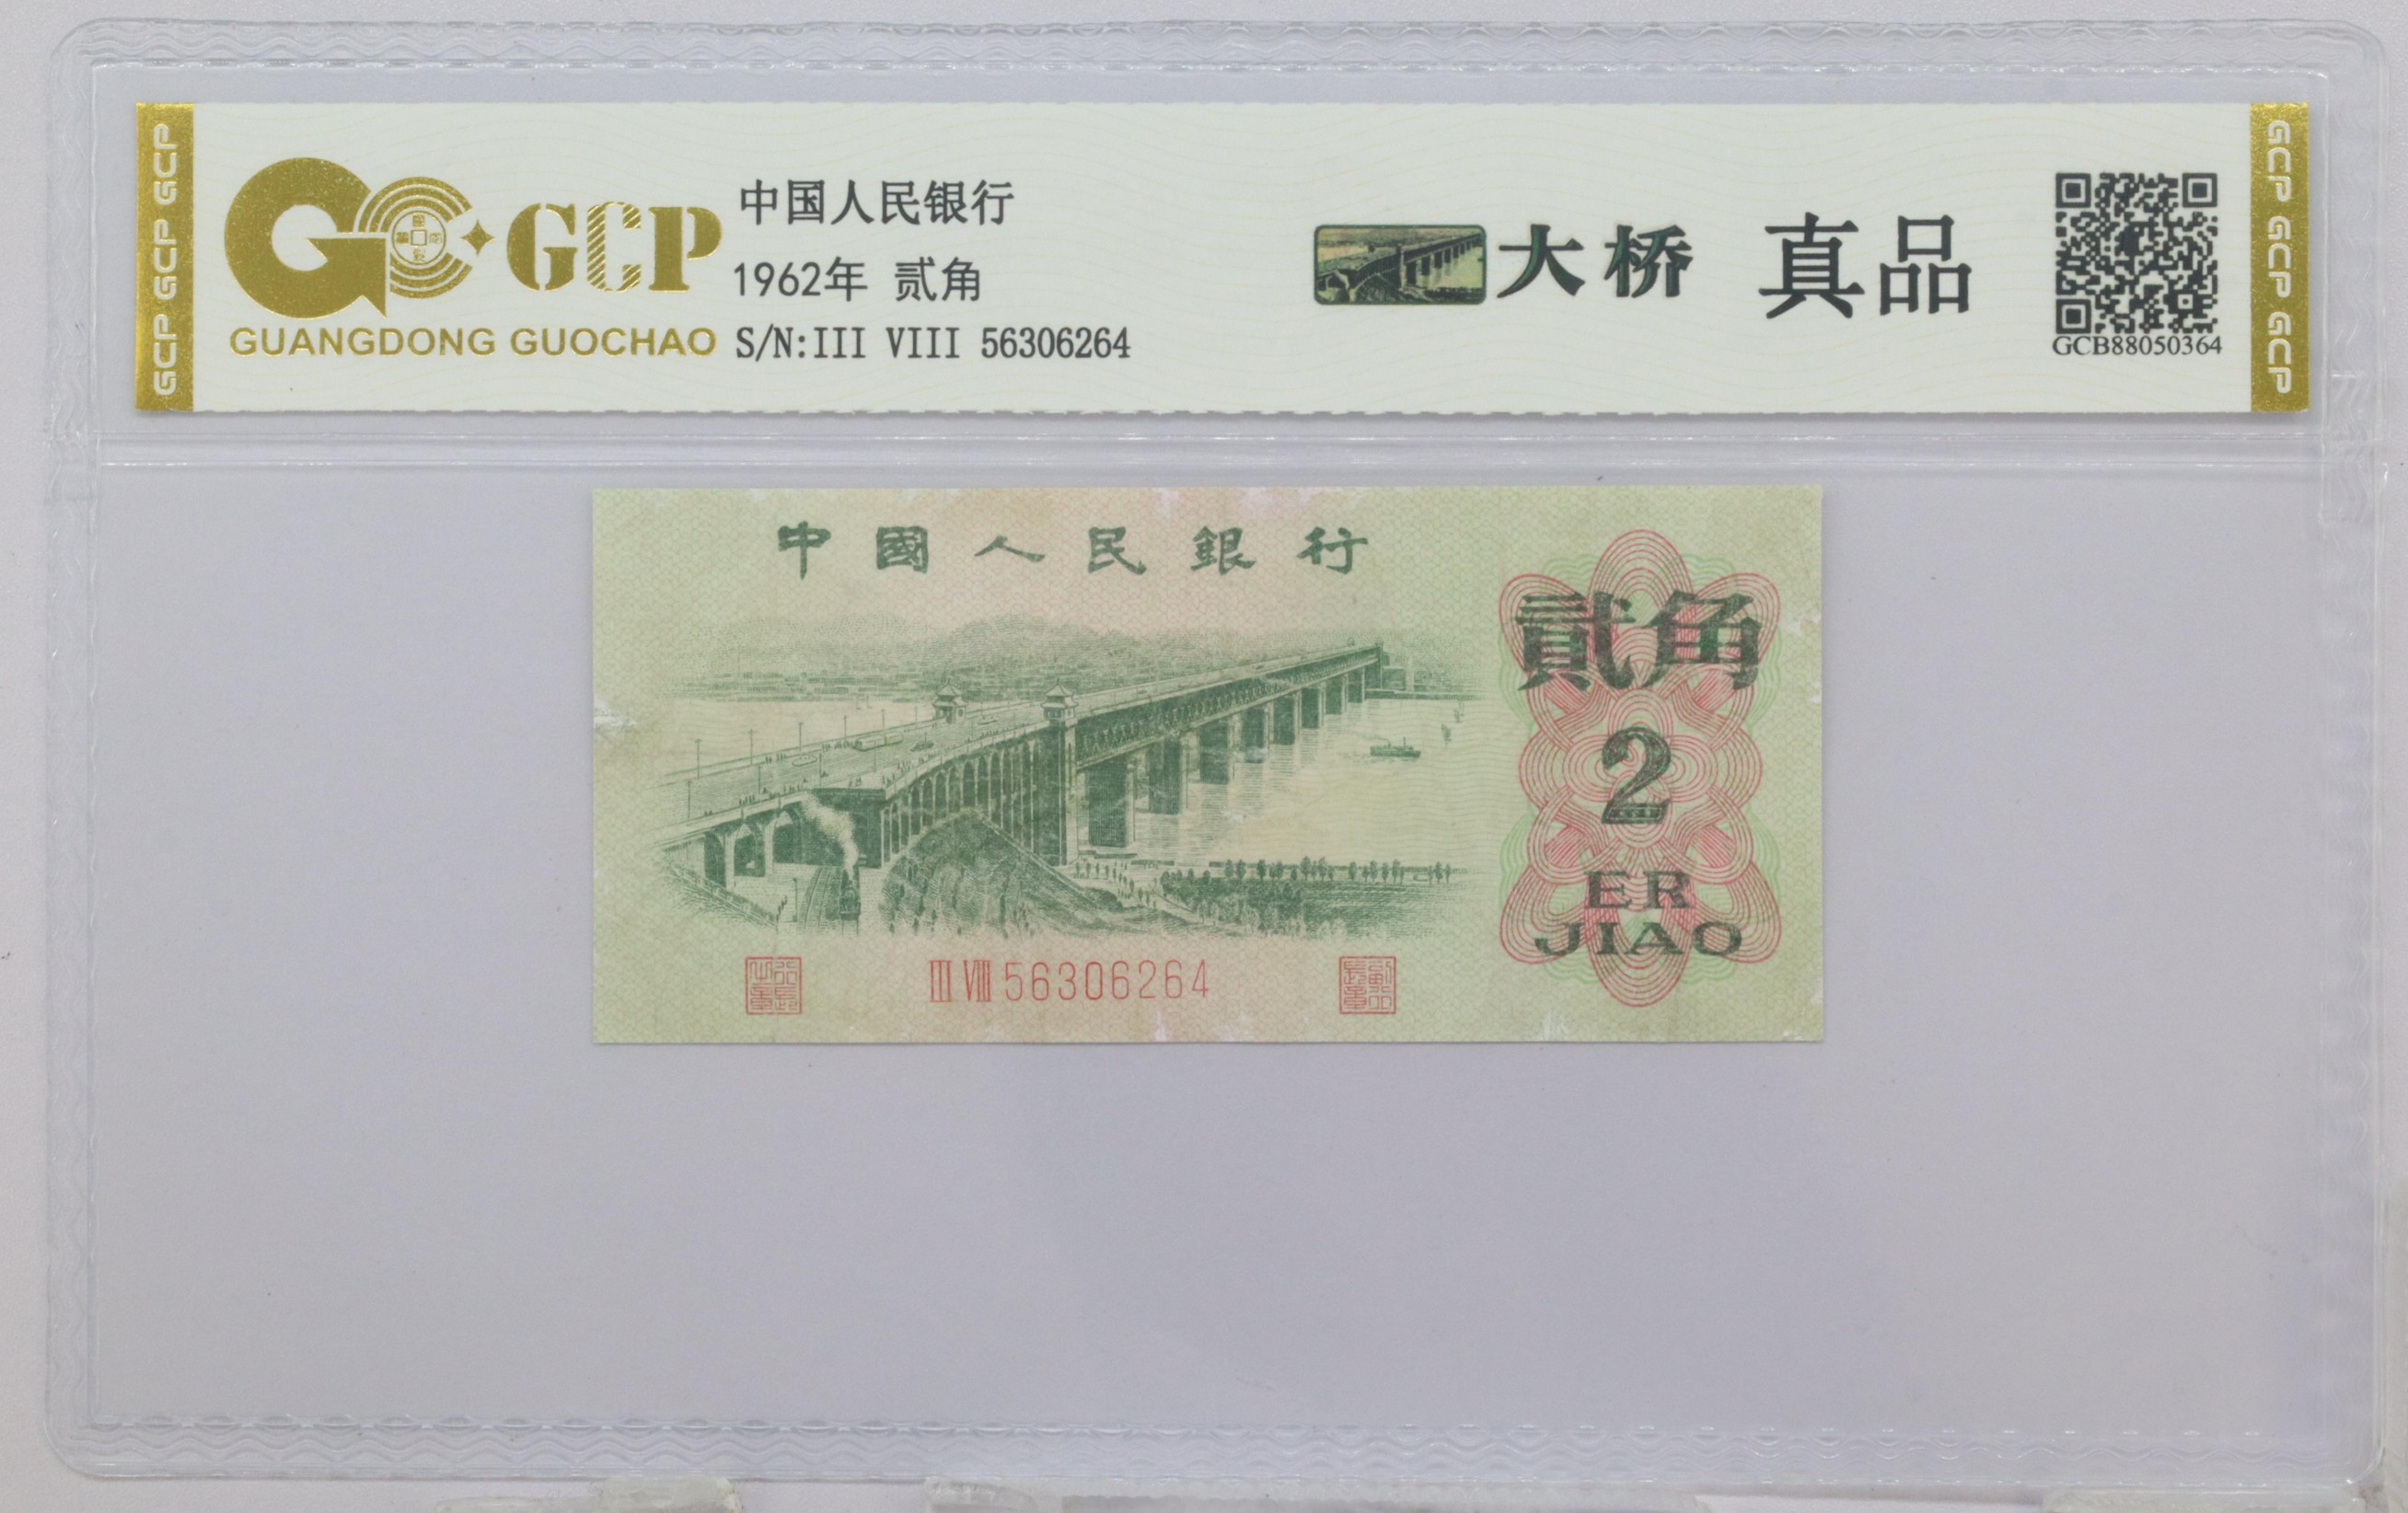 GCP GCP GCP
GCP
GUANGDONG GUOCHAO
中国人民银行
1962年 贰角
S/N:III VIII 56306264
大桥 真品
GCB88050364
GCP GCP GCP
中國人民銀行
貳角
2
ER
JIAO
III VIII 56306264